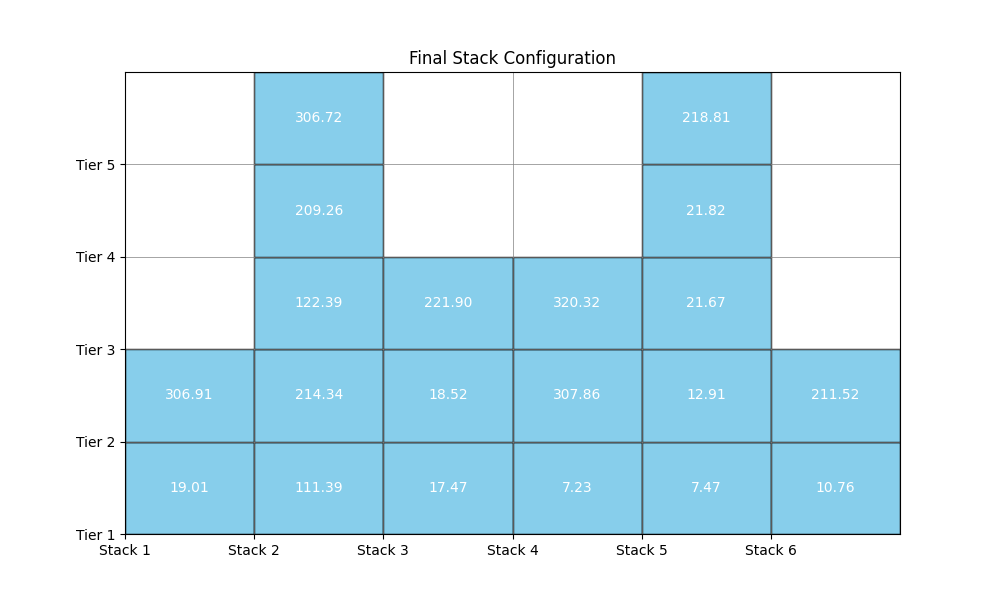 Final Stack Configuration
306.72 218.81
Tier 5
209.26 21.82
Tier 4
122.39 221.90 320.32 21.67
Tier 3
306.91 214.34 18.52 307.86 12.91 211.52
Tier 2
19.01 111.39 17.47 7.23 7.47 10.76
Tier 1
Stack 1 Stack 2 Stack 3 Stack 4 Stack 5 Stack 6